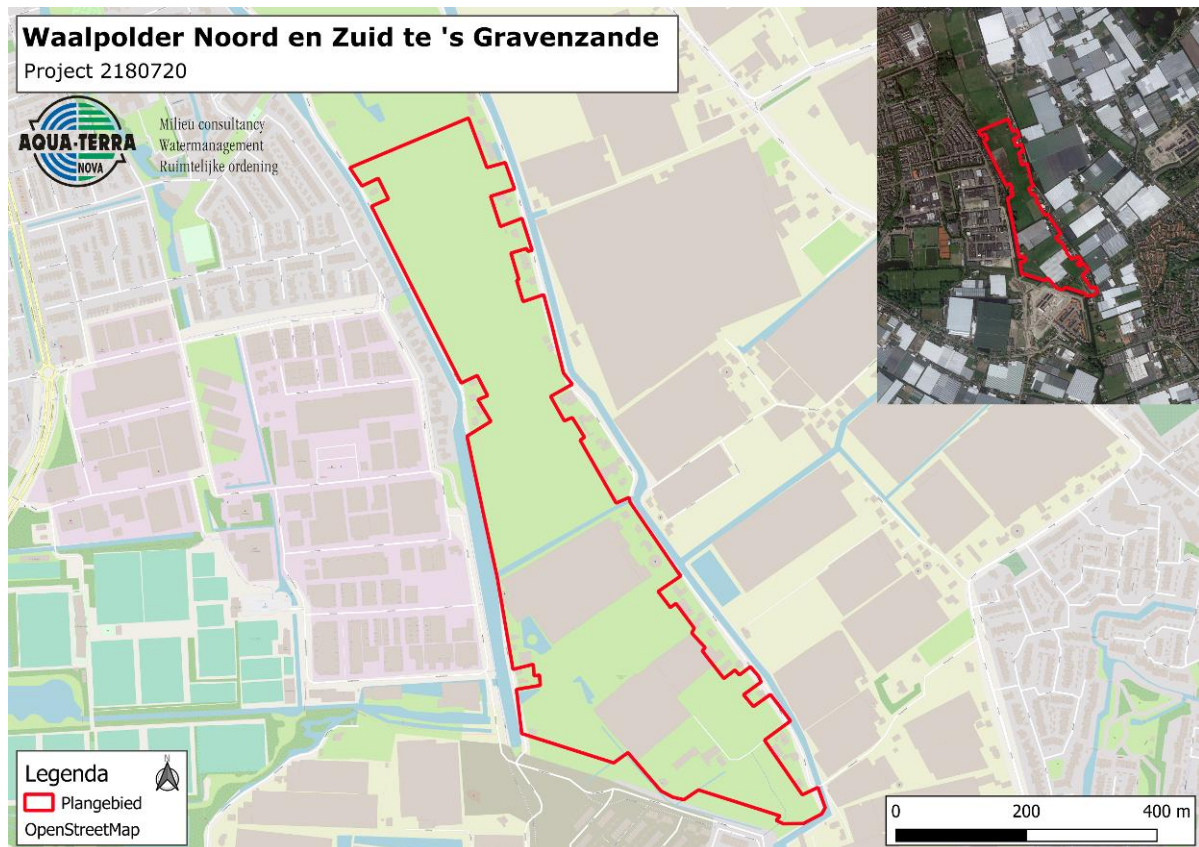 Waalpolder Noord en Zuid te 's Gravenzande
Project 2180720
AQUA-TERRA
NOVA
Milieu consultancy
Watermanagement
Ruimtelijke ordening
Legenda
N
Plangebied
OpenStreetMap
0 200 400 m